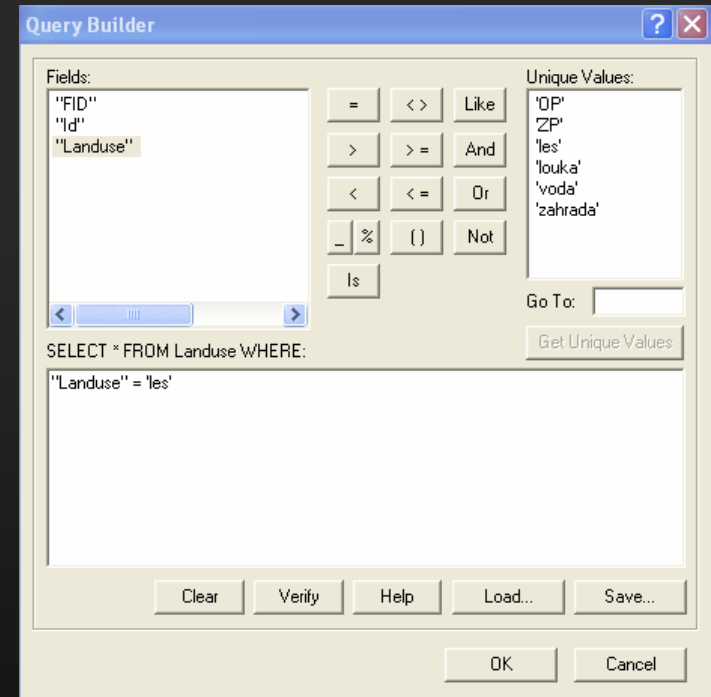 Query Builder
Fields:
"FID"
"Id"
"Landuse"
= <> Like
> >= And
< <= Or
_ % () Not
Is
Unique Values:
'OP'
'ZP'
'les'
'louka'
'voda'
'zahrada'
Go To:
Get Unique Values
SELECT * FROM Landuse WHERE:
"Landuse" = 'les'
Clear Verify Help Load... Save...
OK Cancel